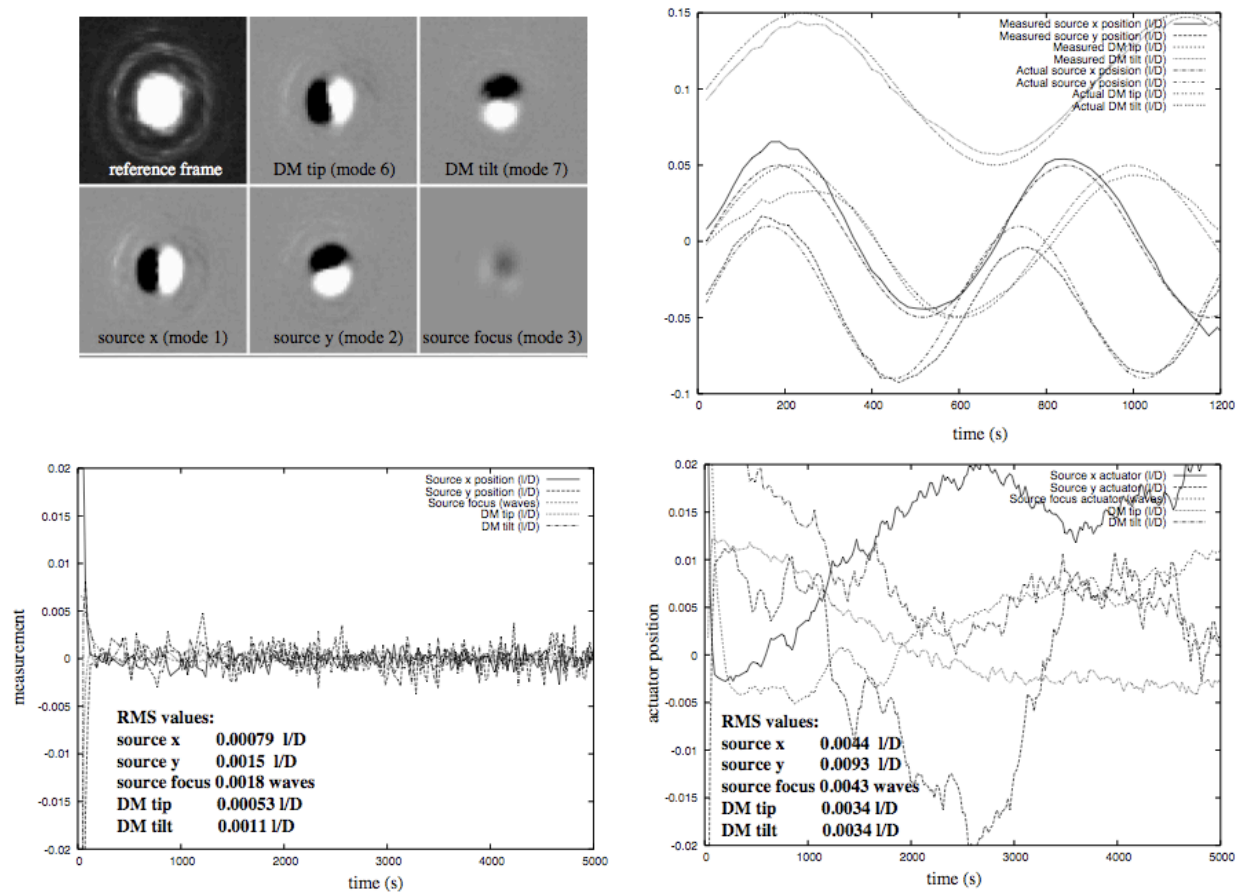 reference frame
DM tip (mode 6)
DM tilt (mode 7)
source x (mode 1)
source y (mode 2)
source focus (mode 3)
0.15
0.1
0.05
0
-0.05
-0.1
Measured source x position (l/D)
Measured source y position (l/D)
Measured DM tip (l/D)
Measured DM tilt (l/D)
Actual source x posision (l/D)
Actual source y posision (l/D)
Actual DM tip (l/D)
Actual DM tilt (l/D)
0 200 400 600 800 1000 1200
time (s)
0.02
0.015
0.01
0.005
0
-0.005
-0.01
-0.015
-0.02
measurement
Source x position (l/D)
Source y position (l/D)
Source focus (waves)
DM tip (l/D)
DM tilt (l/D)
RMS values:
source x 0.00079 l/D
source y 0.0015 l/D
source focus 0.0018 waves
DM tip 0.00053 l/D
DM tilt 0.0011 l/D
0 1000 2000 3000 4000 5000
time (s)
0.02
0.015
0.01
0.005
0
-0.005
-0.01
-0.015
-0.02
actuator position
Source x actuator (l/D)
Source y actuator (l/D)
Source focus actuator (waves)
DM tip (l/D)
DM tilt (l/D)
RMS values:
source x 0.0044 l/D
source y 0.0093 l/D
source focus 0.0043 waves
DM tip 0.0034 l/D
DM tilt 0.0034 l/D
0 1000 2000 3000 4000 5000
time (s)